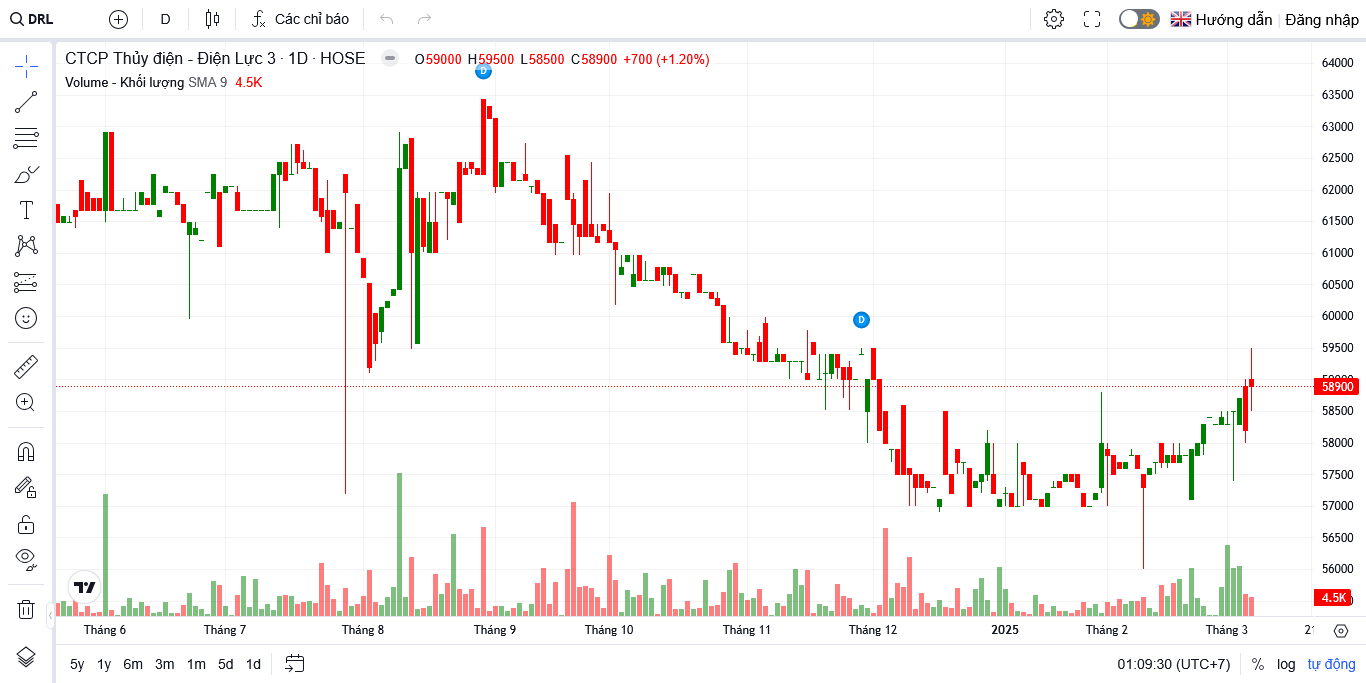 DRL D Các chỉ báo Hướng dẫn Đăng nhập
CTCP Thủy điện - Điện Lực 3 · 1D · HOSE O59000 H59500 L58500 C58900 +700 (+1.20%)
Volume - Khối lượng SMA 9 4.5K
D
D
64000
63500
63000
62500
62000
61500
61000
60500
60000
59500
58900
58500
58000
57500
57000
56500
56000
4.5K
Tháng 6 Tháng 7 Tháng 8 Tháng 9 Tháng 10 Tháng 11 Tháng 12 2025 Tháng 2 Tháng 3
5y 1y 6m 3m 1m 5d 1d 01:09:30 (UTC+7) % log tự động